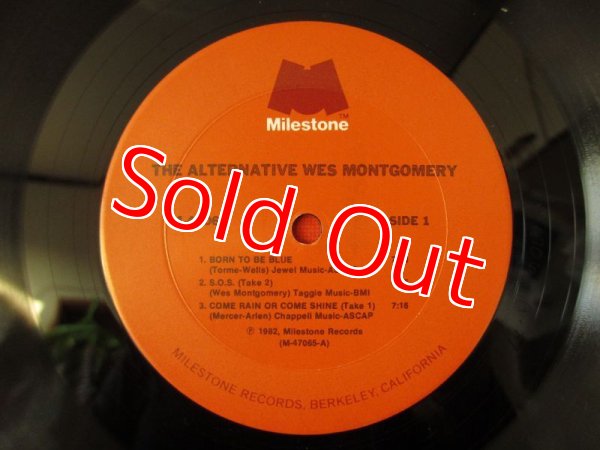 Milestone
TM
THE ALTERNATIVE WES MONTGOMERY
SIDE 1
1. BORN TO BE BLUE
(Torme-Wells) Jewel Music-
2. S.O.S. (Take 2)
(Wes Montgomery) Taggie Music-BMI
3. COME RAIN OR COME SHINE (Take 1) 7:15
(Mercer-Arlen) Chappell Music-ASCAP
℗ 1982, Milestone Records
(M-47065-A)
MILESTONE RECORDS, BERKELEY, CALIFORNIA
Sold Out